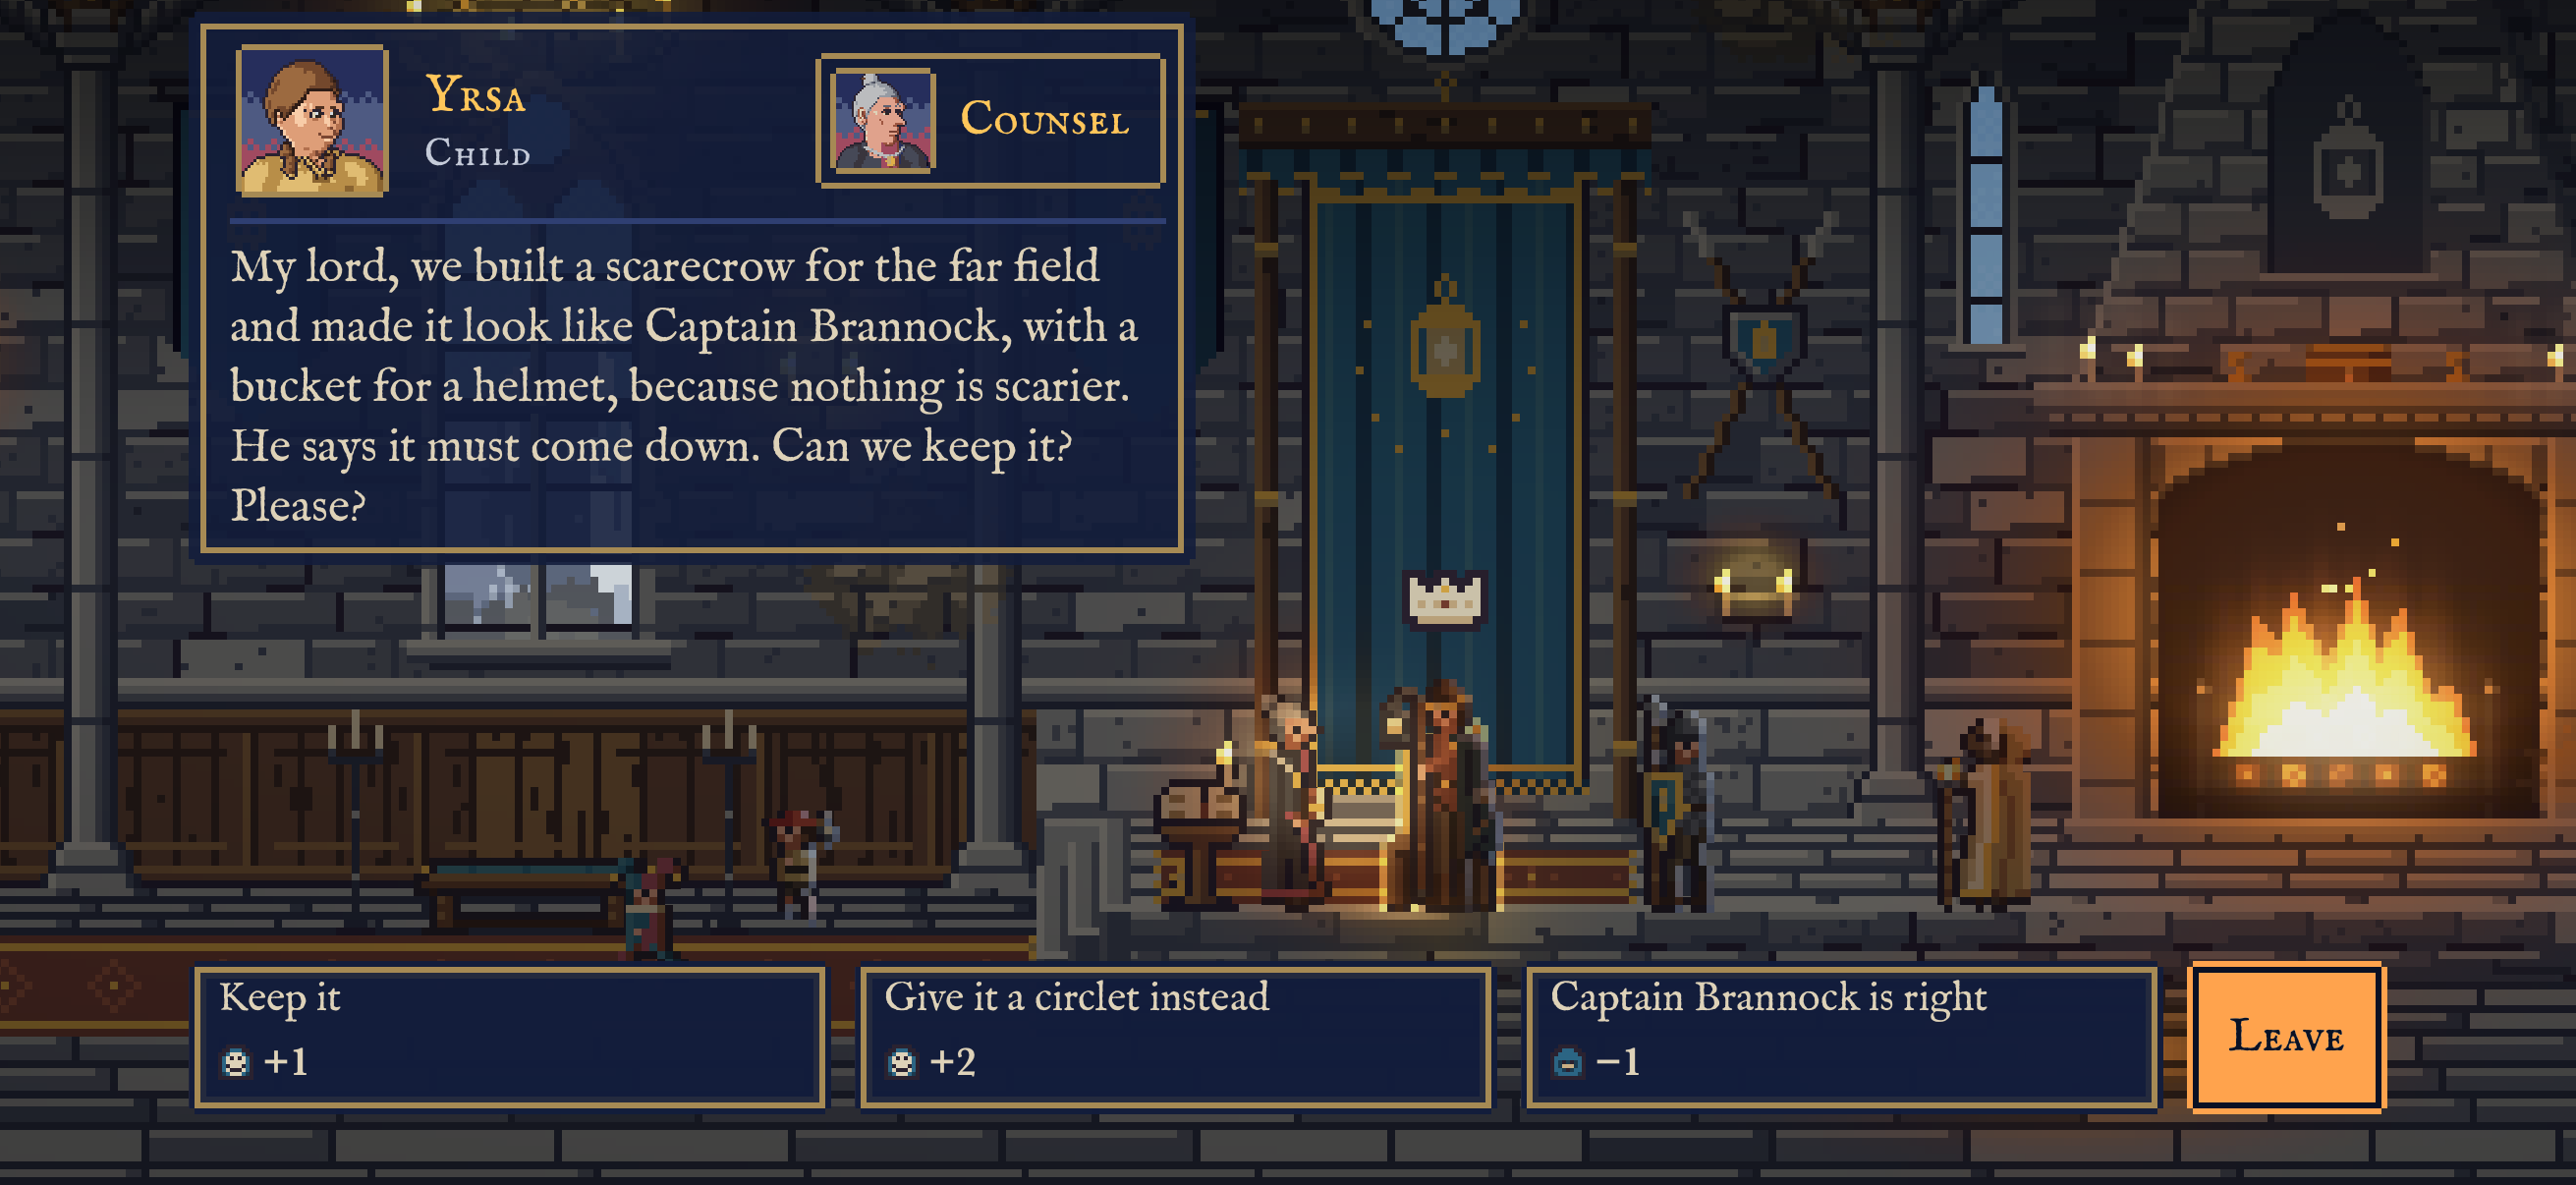 Yrsa
Child
Counsel
My lord, we built a scarecrow for the far field
and made it look like Captain Brannock, with a
bucket for a helmet, because nothing is scarier.
He says it must come down. Can we keep it?
Please?
Keep it
+1
Give it a circlet instead
+2
Captain Brannock is right
−1
Leave